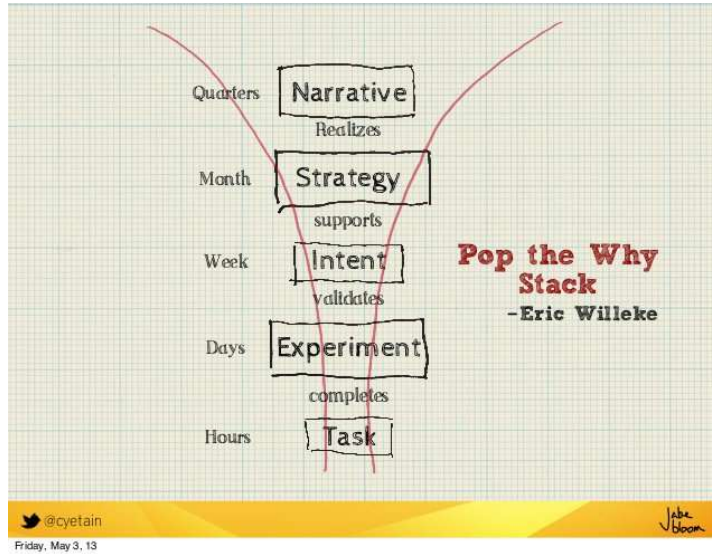 Quarters Narrative
Realizes
Month Strategy
supports
Week Intent
validates
Days Experiment
completes
Hours Task
Pop the Why
Stack
-Eric Willeke
@cyetain
Jabe
bloom
Friday, May 3, 13